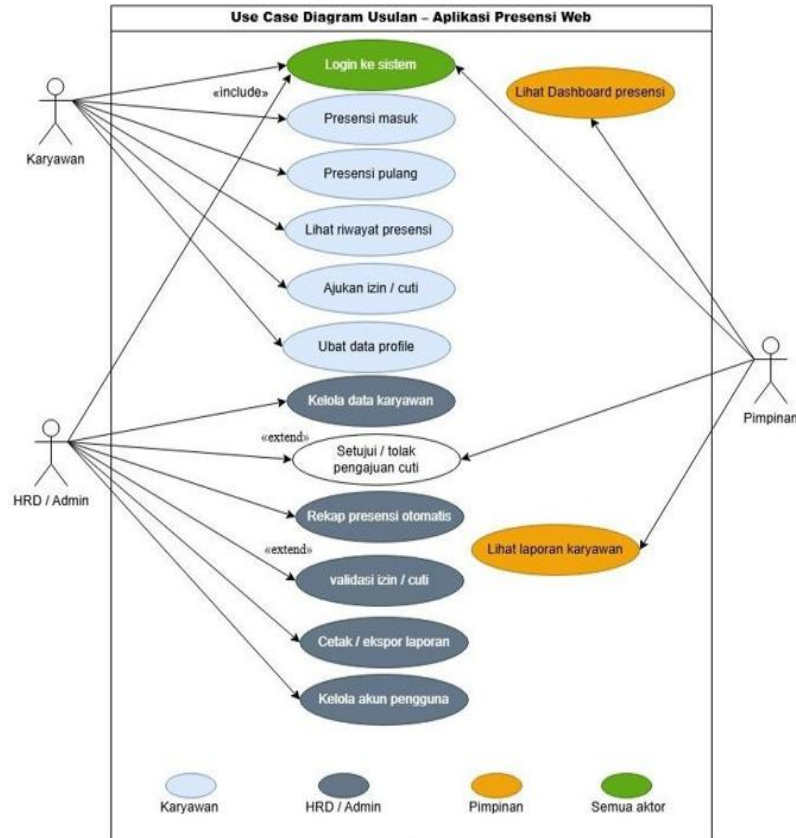 Use Case Diagram Usulan – Aplikasi Presensi Web
Login ke sistem
«include»
Lihat Dashboard presensi
Presensi masuk
Karyawan
Presensi pulang
Lihat riwayat presensi
Ajukan izin / cuti
Ubat data profile
Kelola data karyawan
Pimpinan
«extend»
Setujui / tolak
pengajuan cuti
HRD / Admin
Rekap presensi otomatis
«extend»
Lihat laporan karyawan
validasi izin / cuti
Cetak / ekspor laporan
Kelola akun pengguna
Karyawan
HRD / Admin
Pimpinan
Semua aktor